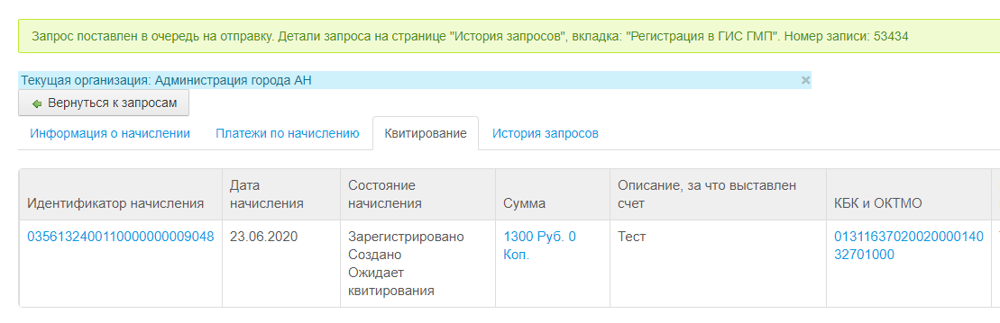 Запрос поставлен в очередь на отправку. Детали запроса на странице "История запросов", вкладка: "Регистрация в ГИС ГМП". Номер записи: 53434
Текущая организация: Администрация города АН
Вернуться к запросам
Информация о начислении Платежи по начислению Квитирование История запросов
Идентификатор начисления
Дата
начисления
Состояние
начисления
Сумма
Описание, за что выставлен
счет
КБК и ОКТМО
0356132400110000000009048
23.06.2020
Зарегистрировано
Создано
Ожидает
квитирования
1300 Руб. 0
Коп.
Тест
01311637020020000140
32701000